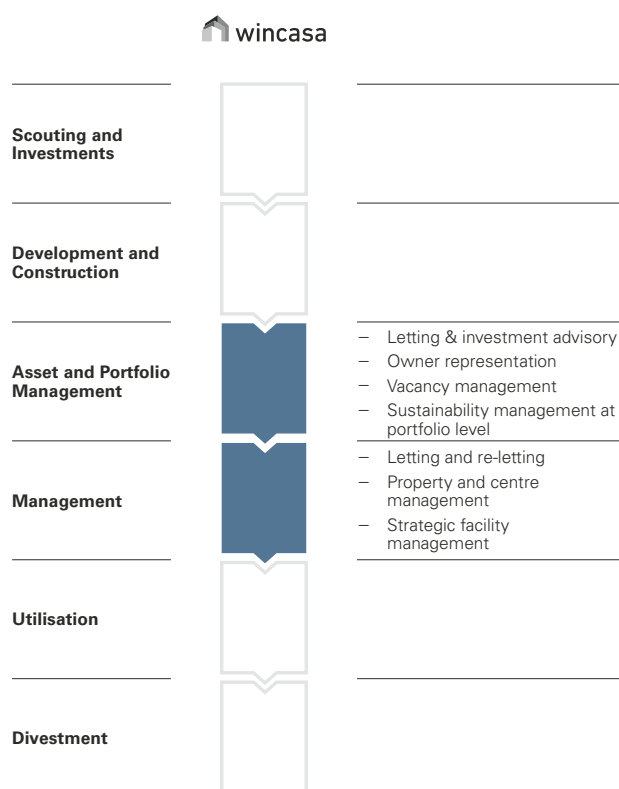 wincasa
Scouting and
Investments
Development and
Construction
Asset and Portfolio
Management
– Letting & investment advisory
– Owner representation
– Vacancy management
– Sustainability management at
portfolio level
Management
– Letting and re-letting
– Property and centre
management
– Strategic facility
management
Utilisation
Divestment